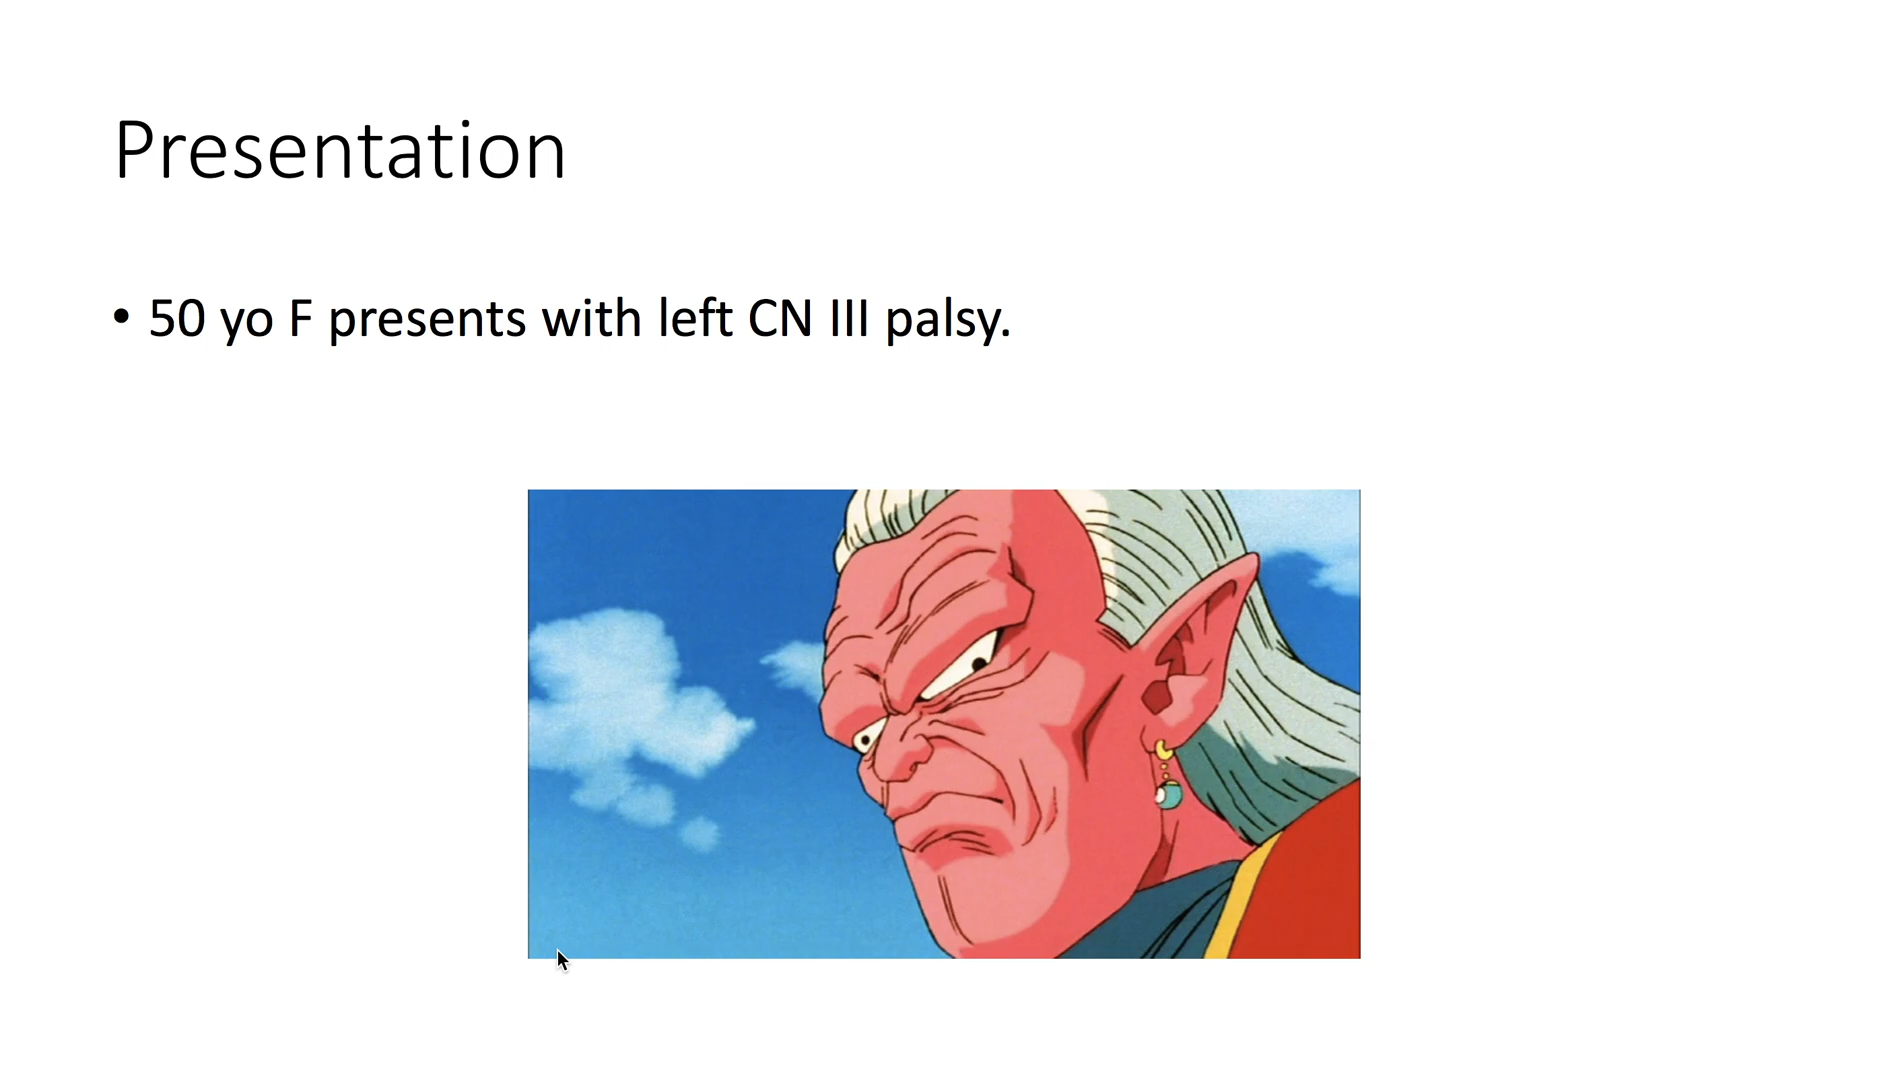 Presentation
• 50 yo F presents with left CN III palsy.